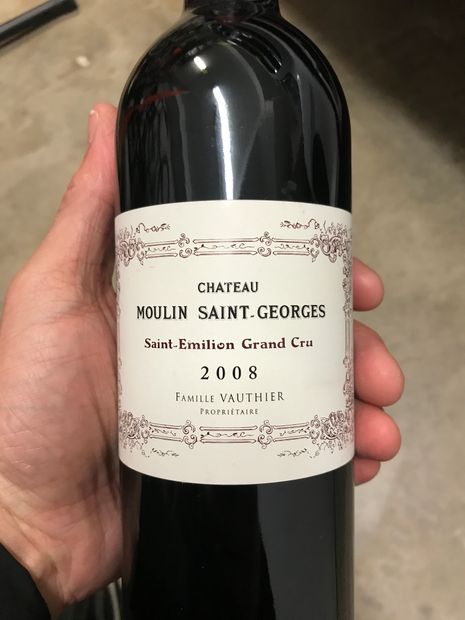 CHATEAU
MOULIN SAINT-GEORGES
Saint-Emilion Grand Cru
2008
FAMILLE VAUTHIER
PROPRIÉTAIRE